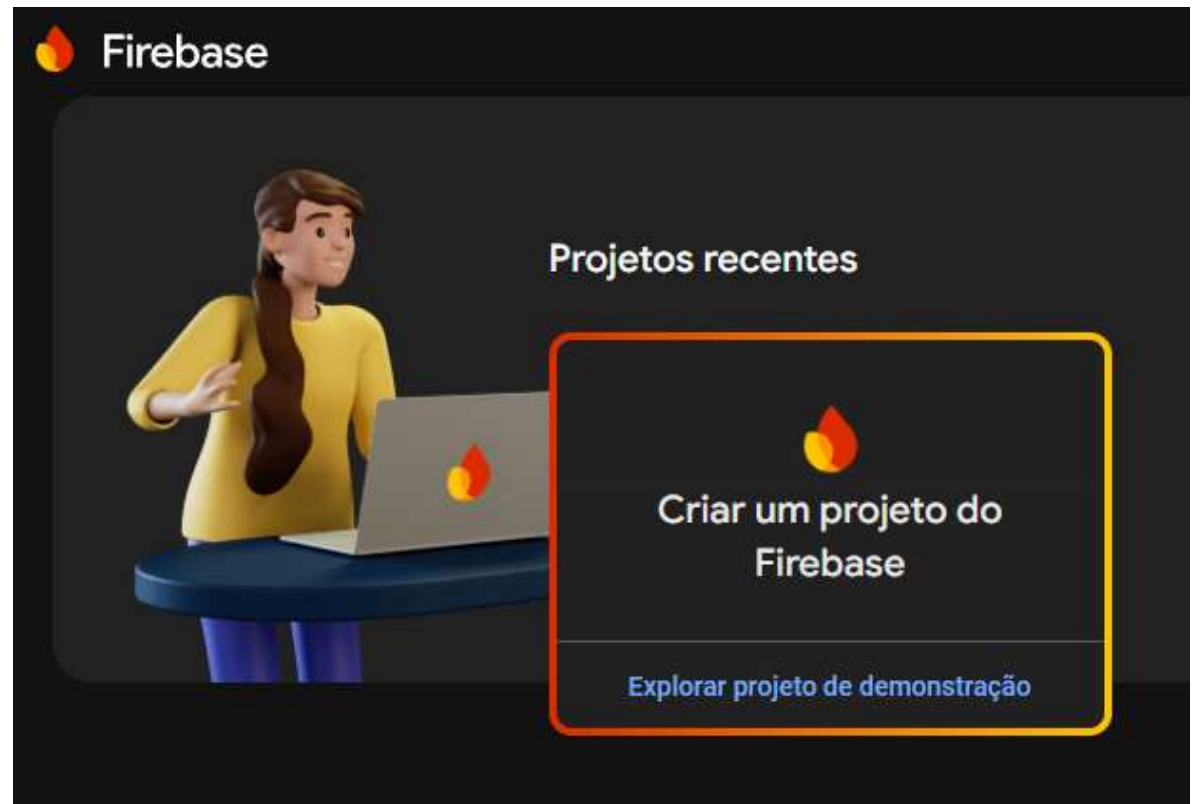 Firebase
Projetos recentes
Criar um projeto do
Firebase
Explorar projeto de demonstração